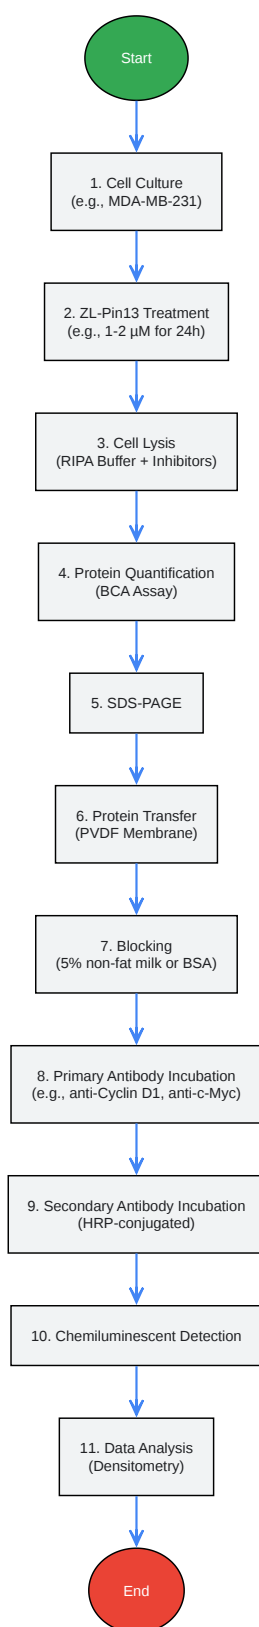 Start
1. Cell Culture
(e.g., MDA-MB-231)
2. ZL-Pin13 Treatment
(e.g., 1-2 µM for 24h)
3. Cell Lysis
(RIPA Buffer + Inhibitors)
4. Protein Quantification
(BCA Assay)
5. SDS-PAGE
6. Protein Transfer
(PVDF Membrane)
7. Blocking
(5% non-fat milk or BSA)
8. Primary Antibody Incubation
(e.g., anti-Cyclin D1, anti-c-Myc)
9. Secondary Antibody Incubation
(HRP-conjugated)
10. Chemiluminescent Detection
11. Data Analysis
(Densitometry)
End